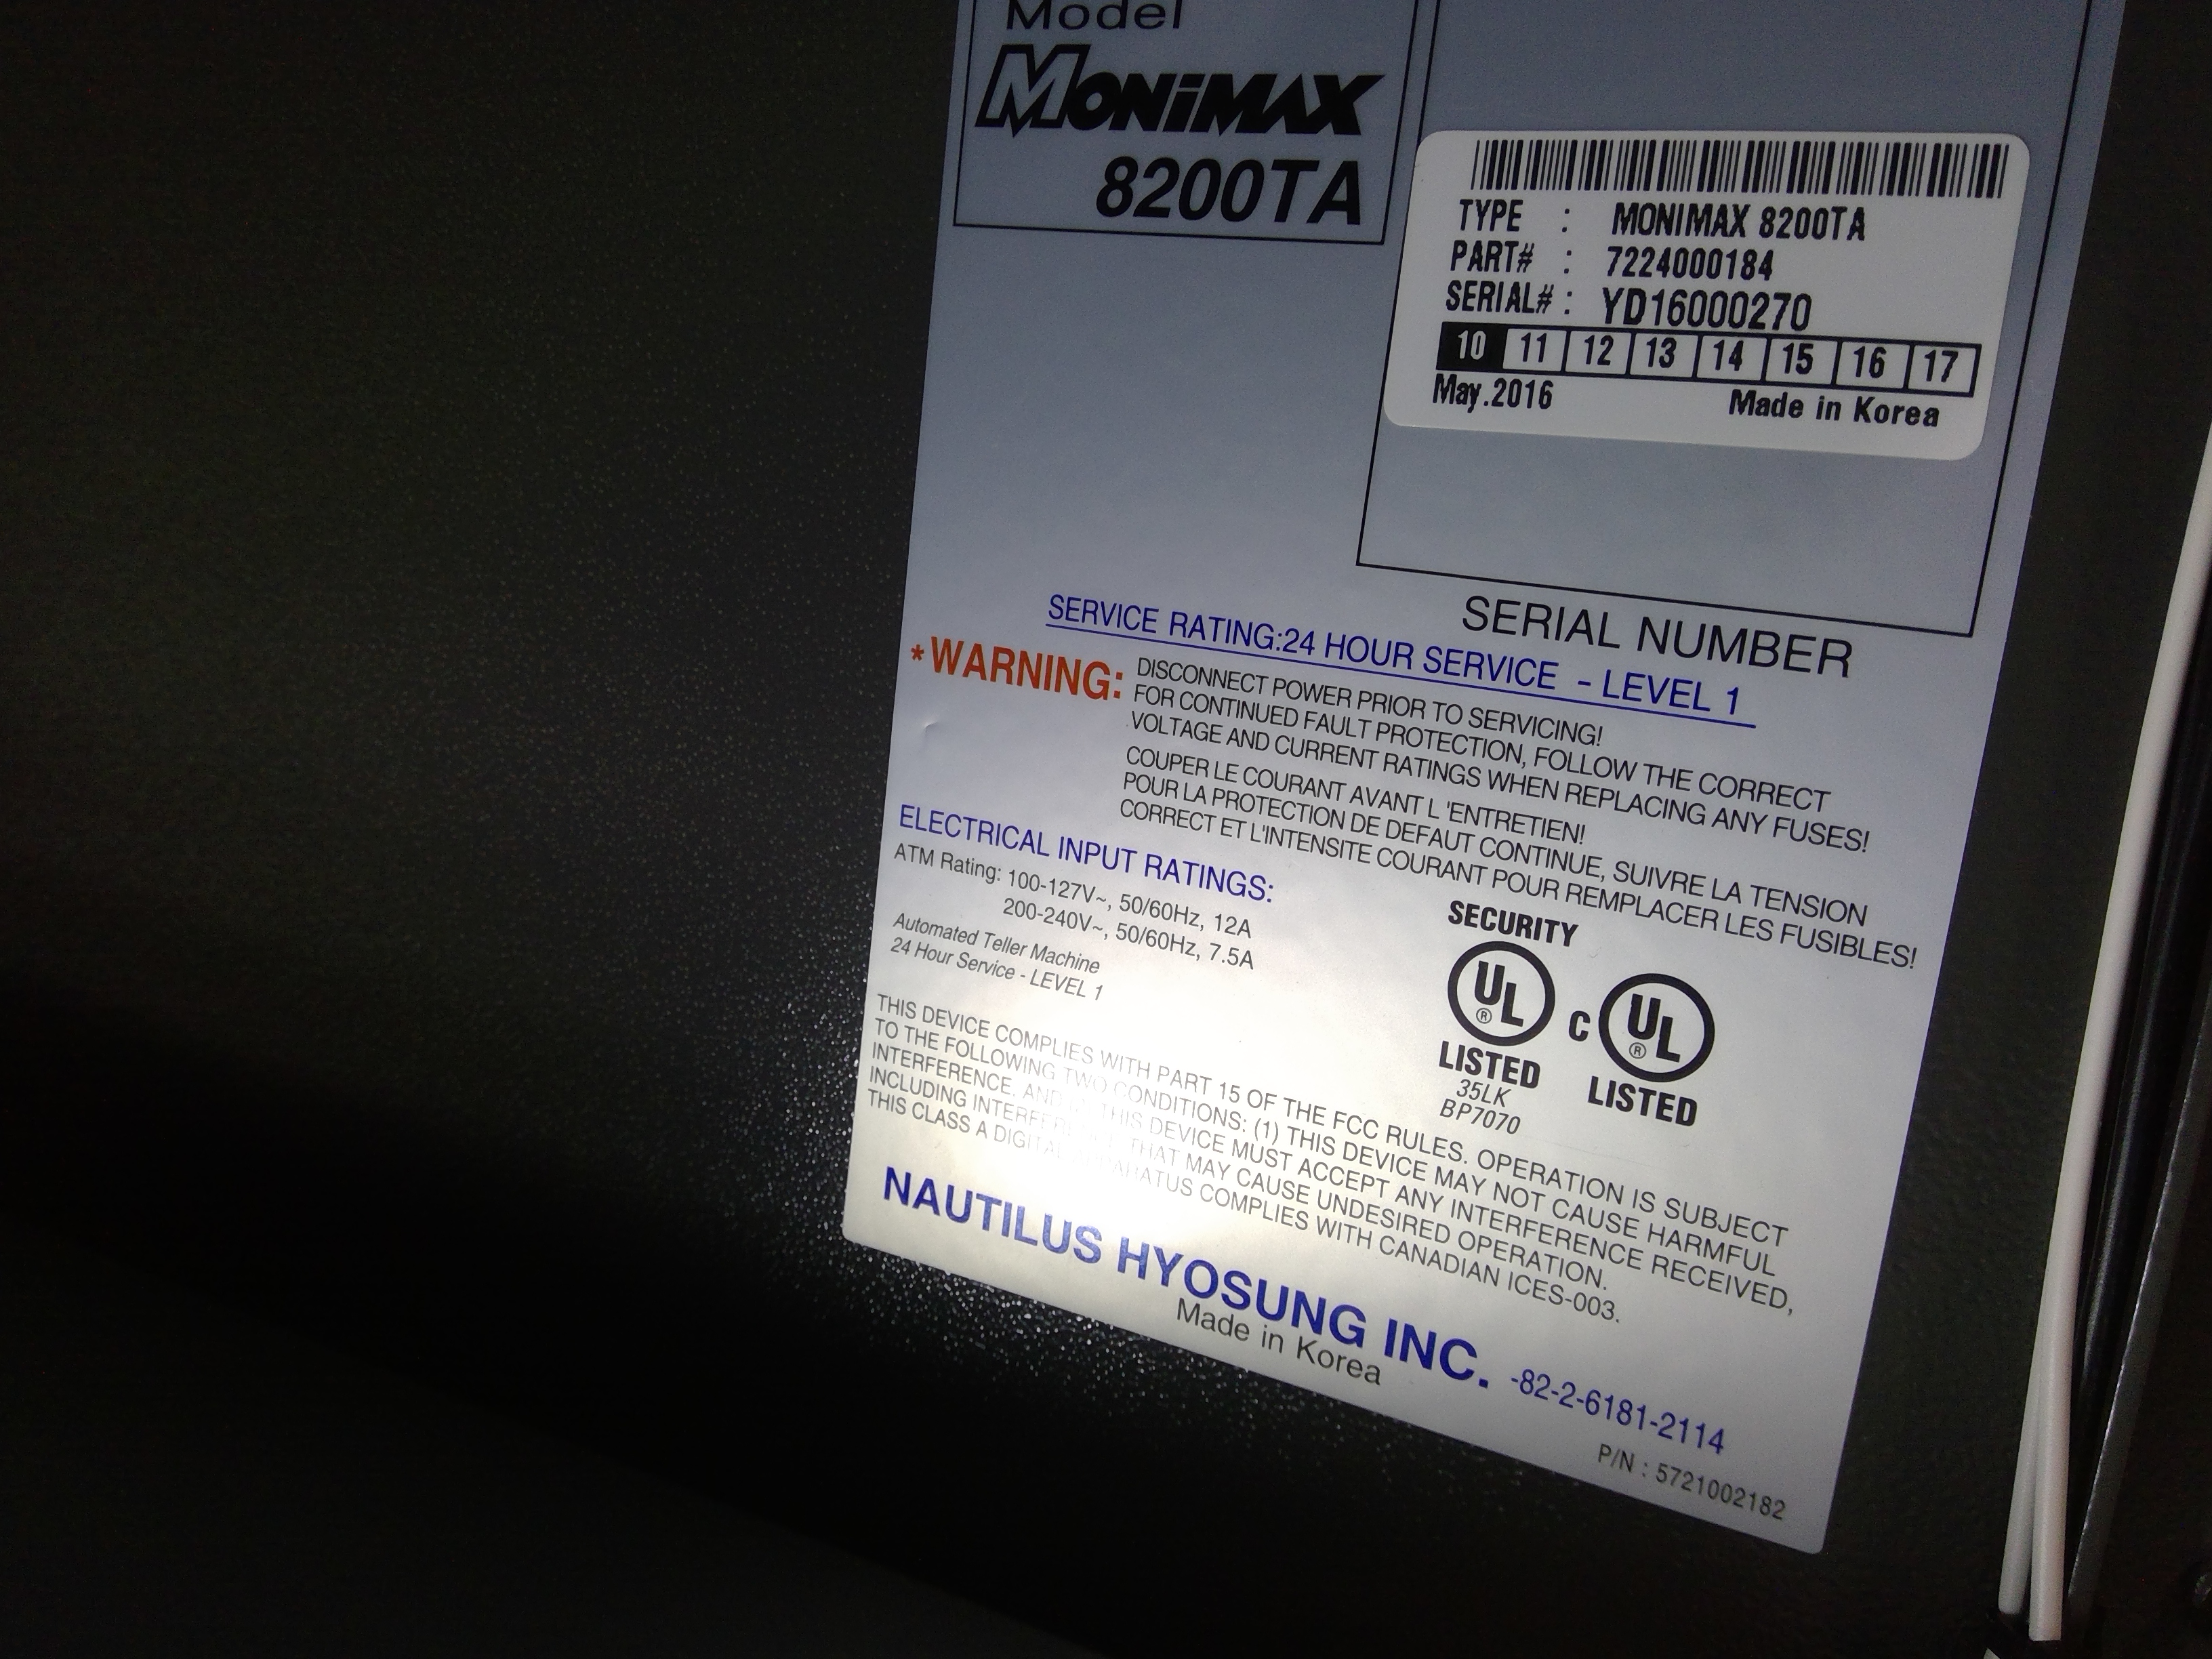 Model
MONiMAX
8200TA
TYPE : MONIMAX 8200TA
PART# : 7224000184
SERIAL# : YD16000270
10 11 12 13 14 15 16 17
May.2016 Made in Korea
SERIAL NUMBER
SERVICE RATING:24 HOUR SERVICE - LEVEL 1
*WARNING: DISCONNECT POWER PRIOR TO SERVICING!
FOR CONTINUED FAULT PROTECTION, FOLLOW THE CORRECT
VOLTAGE AND CURRENT RATINGS WHEN REPLACING ANY FUSES!
COUPER LE COURANT AVANT L 'ENTRETIEN!
POUR LA PROTECTION DE DEFAUT CONTINUE, SUIVRE LA TENSION
CORRECT ET L'INTENSITE COURANT POUR REMPLACER LES FUSIBLES!
ELECTRICAL INPUT RATINGS:
ATM Rating: 100-127V~, 50/60Hz, 12A
200-240V~, 50/60Hz, 7.5A
Automated Teller Machine
24 Hour Service - LEVEL 1
SECURITY
UL ® C UL ®
LISTED LISTED
35LK
BP7070
THIS DEVICE COMPLIES WITH PART 15 OF THE FCC RULES. OPERATION IS SUBJECT
TO THE FOLLOWING TWO CONDITIONS: (1) THIS DEVICE MAY NOT CAUSE HARMFUL
INTERFERENCE, AND THIS DEVICE MUST ACCEPT ANY INTERFERENCE RECEIVED,
INCLUDING INTERFERENCE THAT MAY CAUSE UNDESIRED OPERATION.
THIS CLASS A DIGITAL APPARATUS COMPLIES WITH CANADIAN ICES-003.
NAUTILUS HYOSUNG INC. -82-2-6181-2114
Made in Korea
P/N : 5721002182